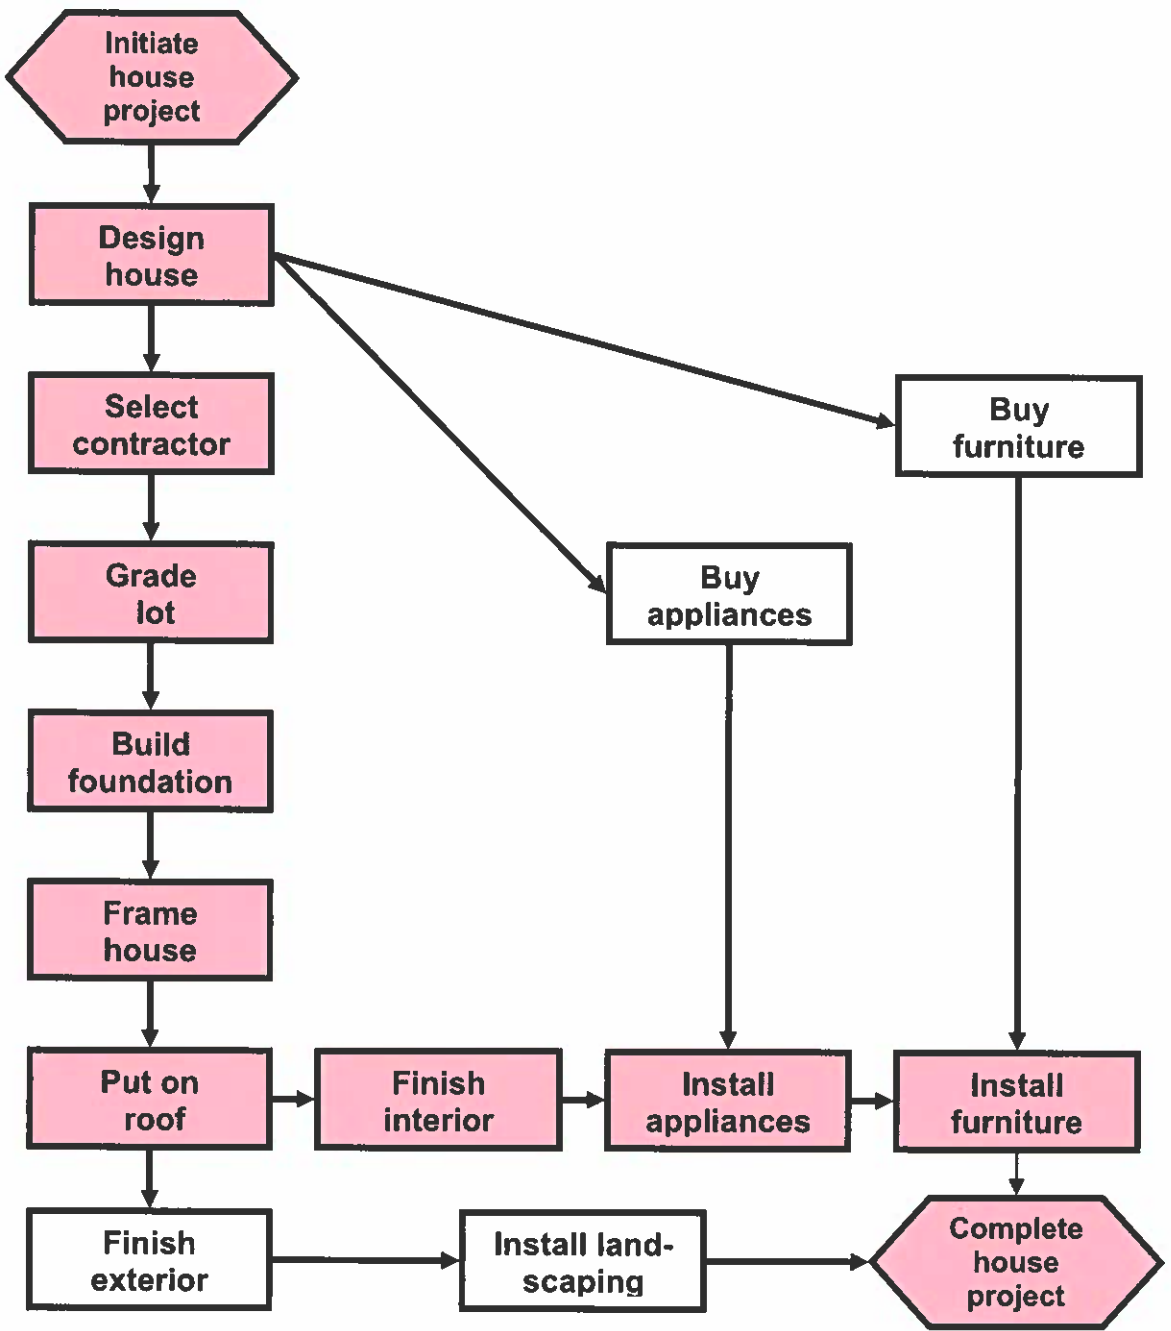 Initiate
house
project
Design
house
Select
contractor
Buy
furniture
Grade
lot
Buy
appliances
Build
foundation
Frame
house
Put on
roof
Finish
interior
Install
appliances
Install
furniture
Finish
exterior
Install land-
scaping
Complete
house
project